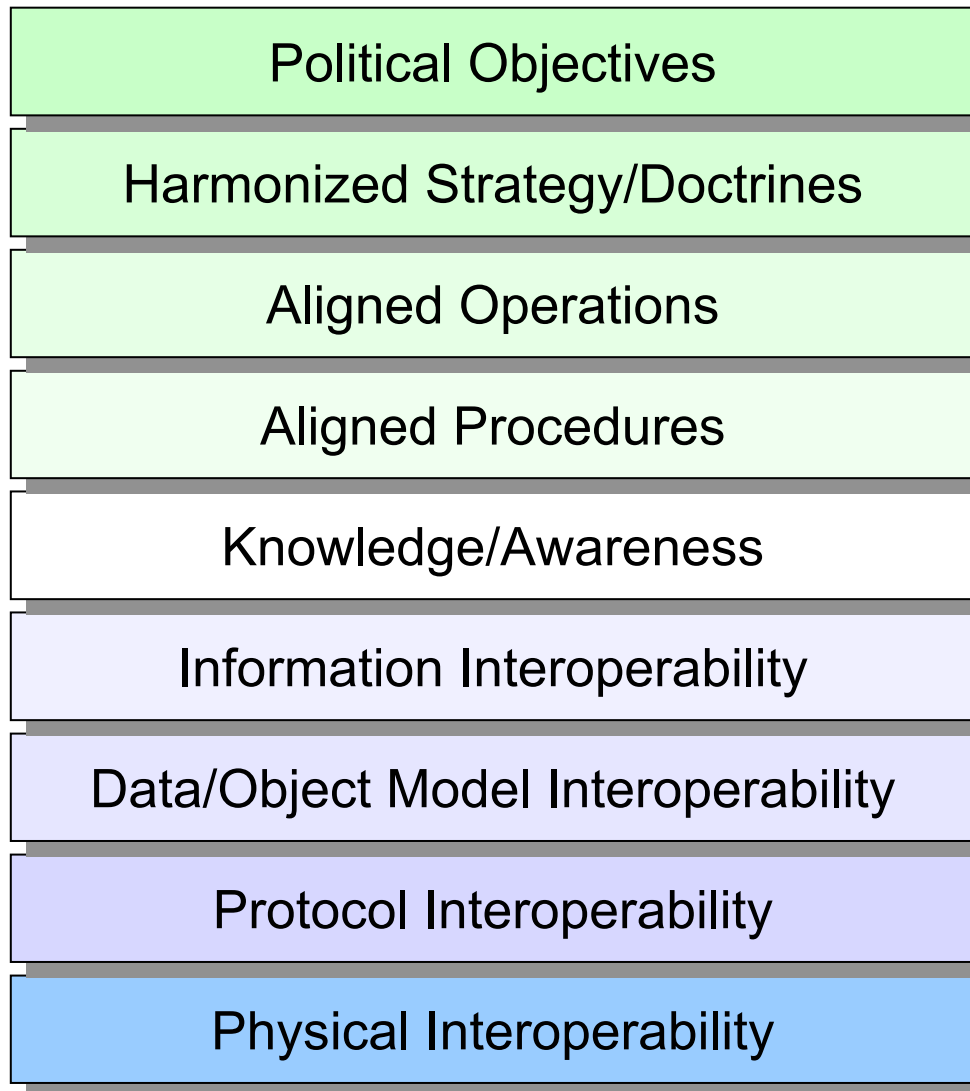 Political Objectives
Harmonized Strategy/Doctrines
Aligned Operations
Aligned Procedures
Knowledge/Awareness
Information Interoperability
Data/Object Model Interoperability
Protocol Interoperability
Physical Interoperability